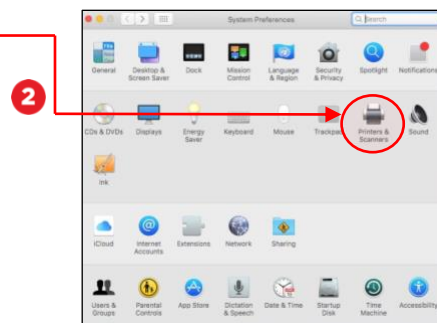 System Preferences
Search
General
Desktop &
Screen Saver
Dock
Mission
Control
Language
& Region
Security
& Privacy
Spotlight
Notifications
2
CDs & DVDs
Displays
Energy
Saver
Keyboard
Mouse
Trackpad
Printers &
Scanners
Sound
Ink
iCloud
Internet
Accounts
Extensions
Network
Sharing
Users &
Groups
Parental
Controls
App Store
Dictation
& Speech
Date & Time
Startup
Disk
Time
Machine
Accessibility